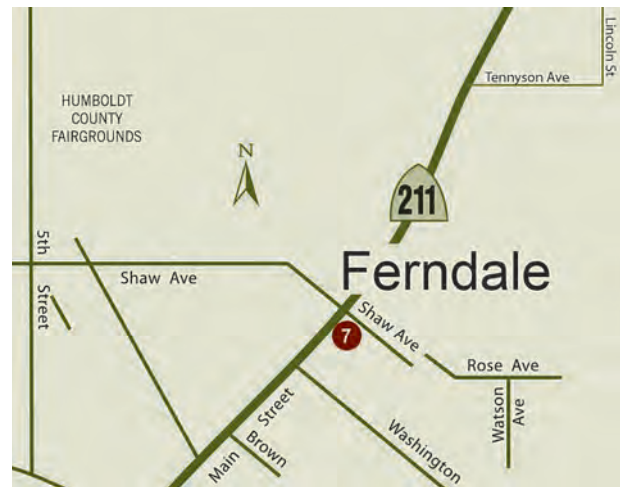 Lincoln St
Tennyson Ave
HUMBOLDT
COUNTY
FAIRGROUNDS
N
211
5th
Street
Shaw Ave
Ferndale
Shaw Ave
7
Rose Ave
Watson
Ave
Main
Street
Brown
Washington